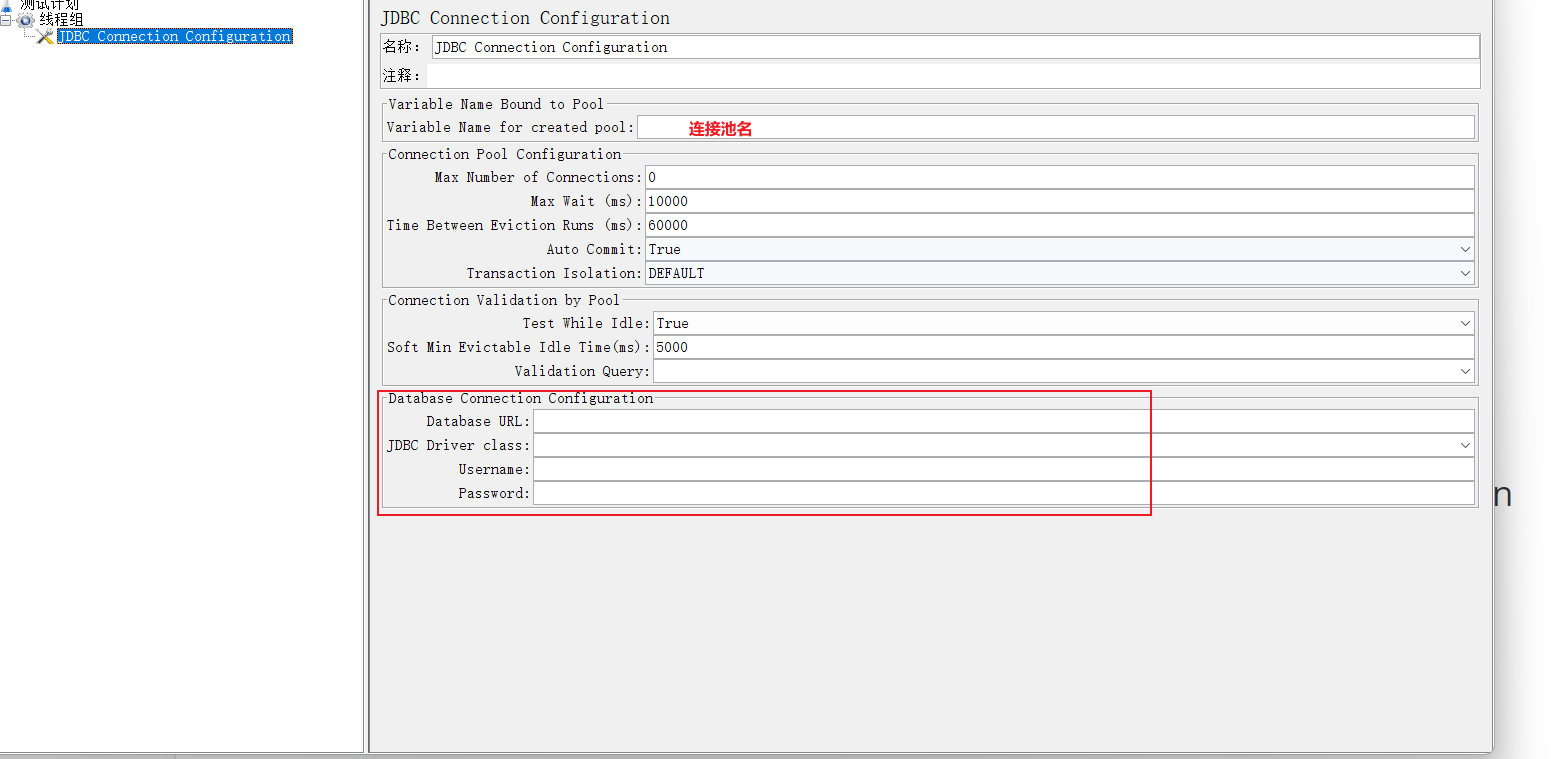 测试计划
线程组
JDBC Connection Configuration
JDBC Connection Configuration
名称: JDBC Connection Configuration
注释:
Variable Name Bound to Pool
Variable Name for created pool: 连接池名
Connection Pool Configuration
Max Number of Connections: 0
Max Wait (ms): 10000
Time Between Eviction Runs (ms): 60000
Auto Commit: True
Transaction Isolation: DEFAULT
Connection Validation by Pool
Test While Idle: True
Soft Min Evictable Idle Time(ms): 5000
Validation Query:
Database Connection Configuration
Database URL:
JDBC Driver class:
Username:
Password:
n